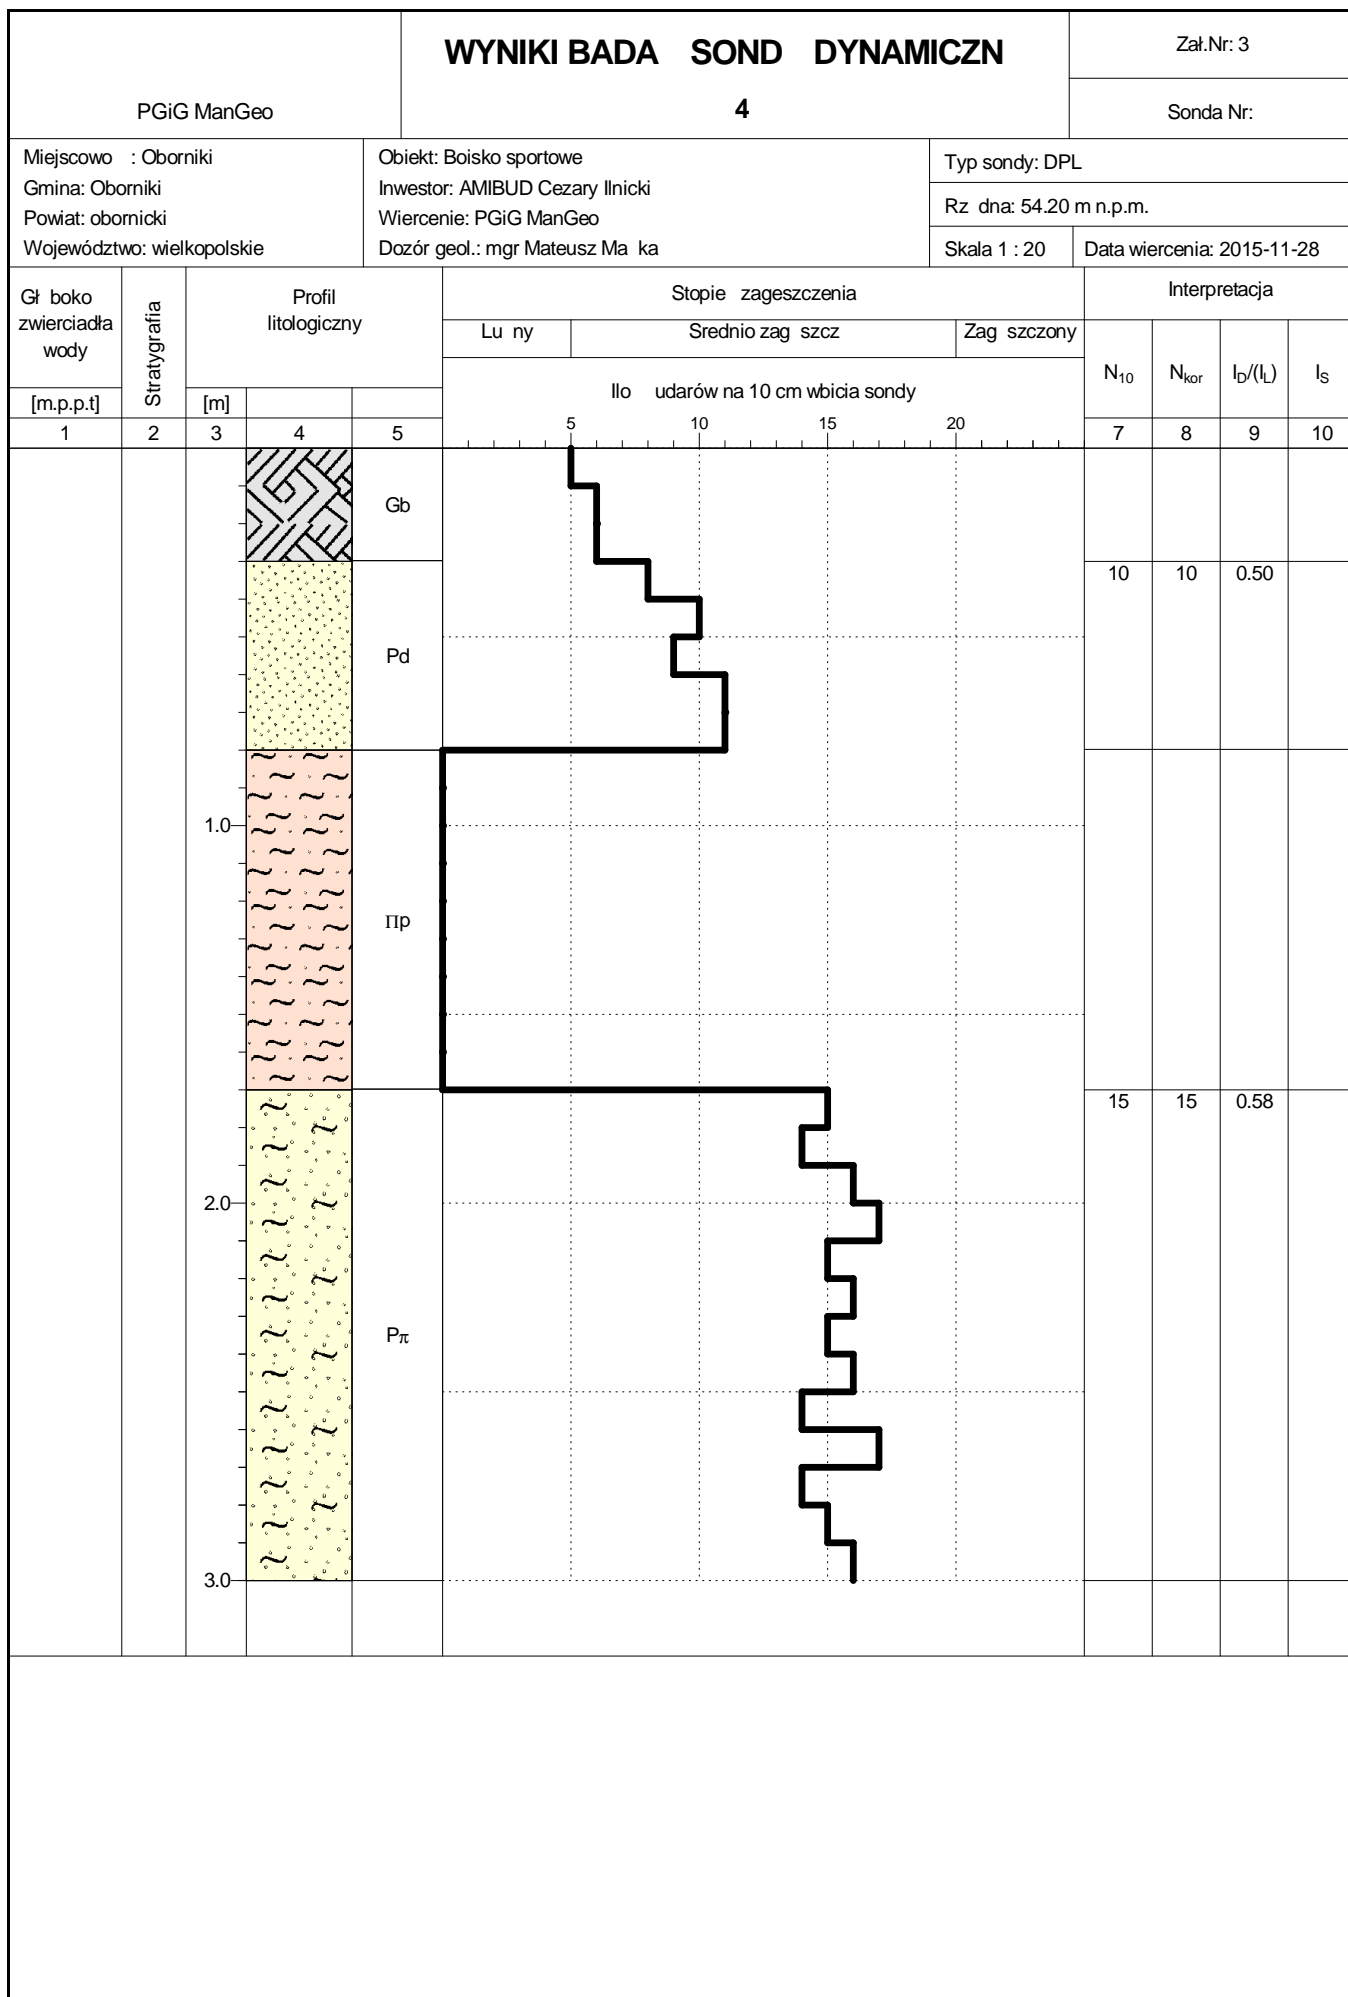 PGiG ManGeo
WYNIKI BADA SOND DYNAMICZN
4
Zał.Nr: 3
Sonda Nr:
Miejscowo : Oborniki
Gmina: Oborniki
Powiat: obornicki
Województwo: wielkopolskie
Obiekt: Boisko sportowe
Inwestor: AMIBUD Cezary Ilnicki
Wiercenie: PGiG ManGeo
Dozór geol.: mgr Mateusz Ma ka
Typ sondy: DPL
Rz dna: 54.20 m n.p.m.
Skala 1 : 20
Data wiercenia: 2015-11-28
Gł boko
zwierciadła
wody
[m.p.p.t]
Stratygrafia
Profil
litologiczny
[m]
Stopie zageszczenia
Lu ny
Srednio zag szcz
Zag szczony
Ilo udarów na 10 cm wbicia sondy
5 10 15 20
Interpretacja
N10 Nkor ID/(IL) IS
1 2 3 4 5 7 8 9 10
Gb
10 10 0.50
Pd
1.0
Πp
15 15 0.58
2.0
Pπ
3.0